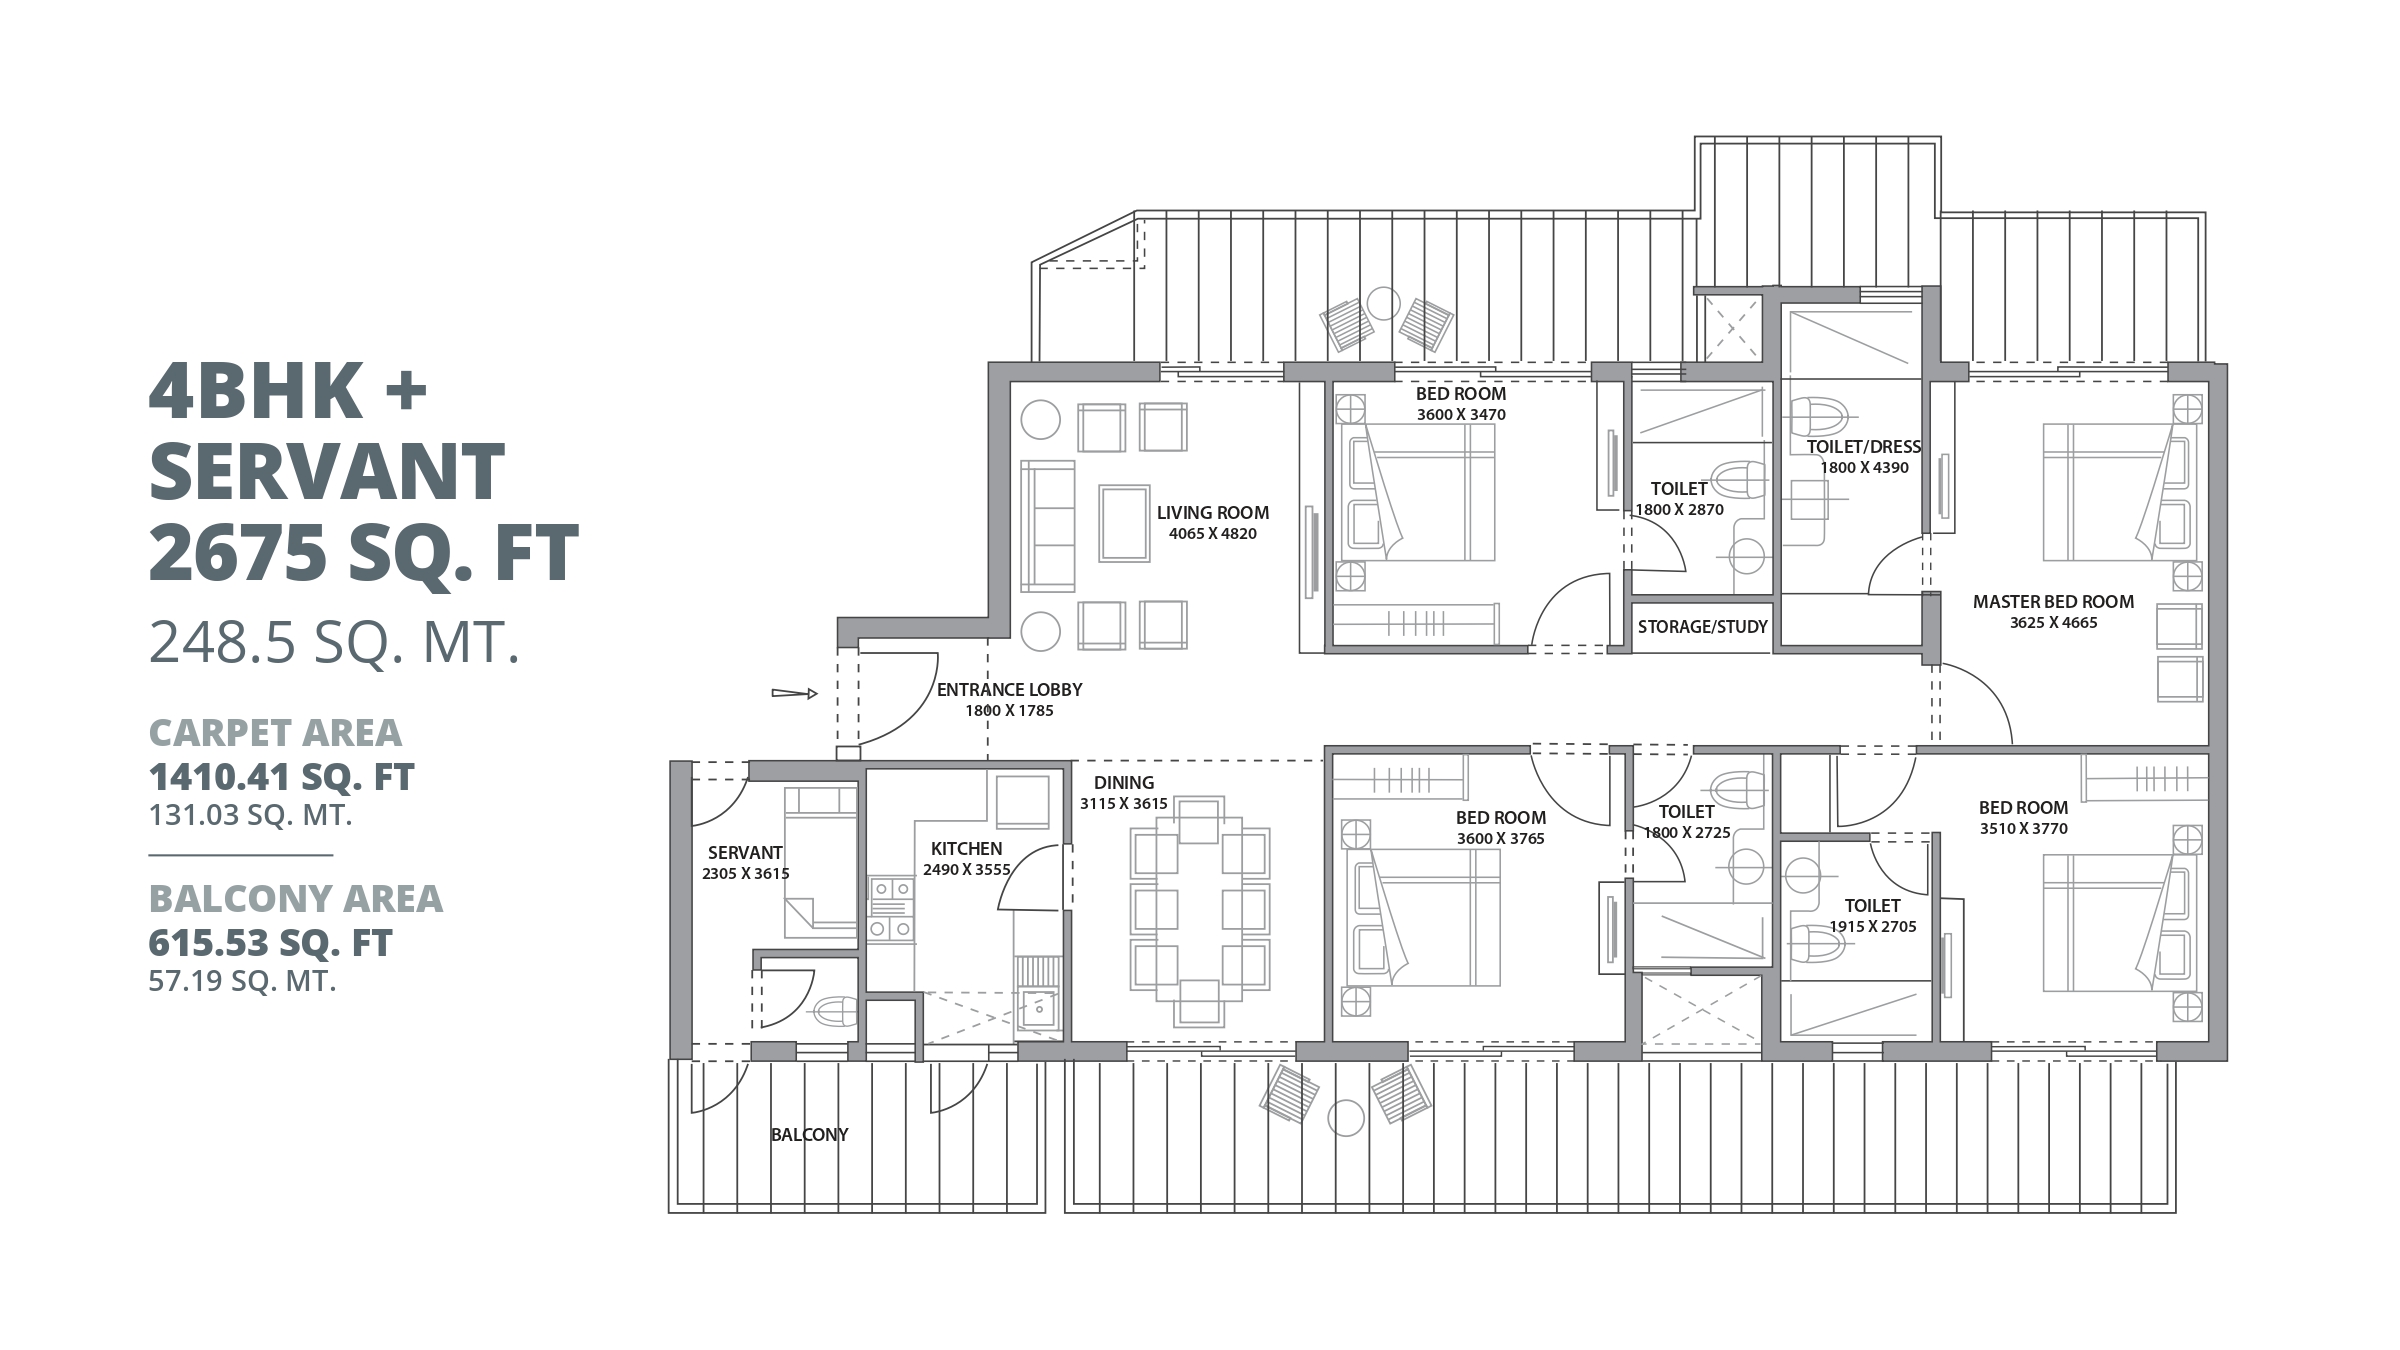 4BHK +
SERVANT
2675 SQ. FT
248.5 SQ. MT.
CARPET AREA
1410.41 SQ. FT
131.03 SQ. MT.
BALCONY AREA
615.53 SQ. FT
57.19 SQ. MT.
BED ROOM
3600 X 3470
TOILET/DRESS
1800 X 4390
TOILET
1800 X 2870
LIVING ROOM
4065 X 4820
MASTER BED ROOM
3625 X 4665
STORAGE/STUDY
ENTRANCE LOBBY
1800 X 1785
DINING
3115 X 3615
BED ROOM
3600 X 3765
TOILET
1800 X 2725
BED ROOM
3510 X 3770
SERVANT
2305 X 3615
KITCHEN
2490 X 3555
TOILET
1915 X 2705
BALCONY